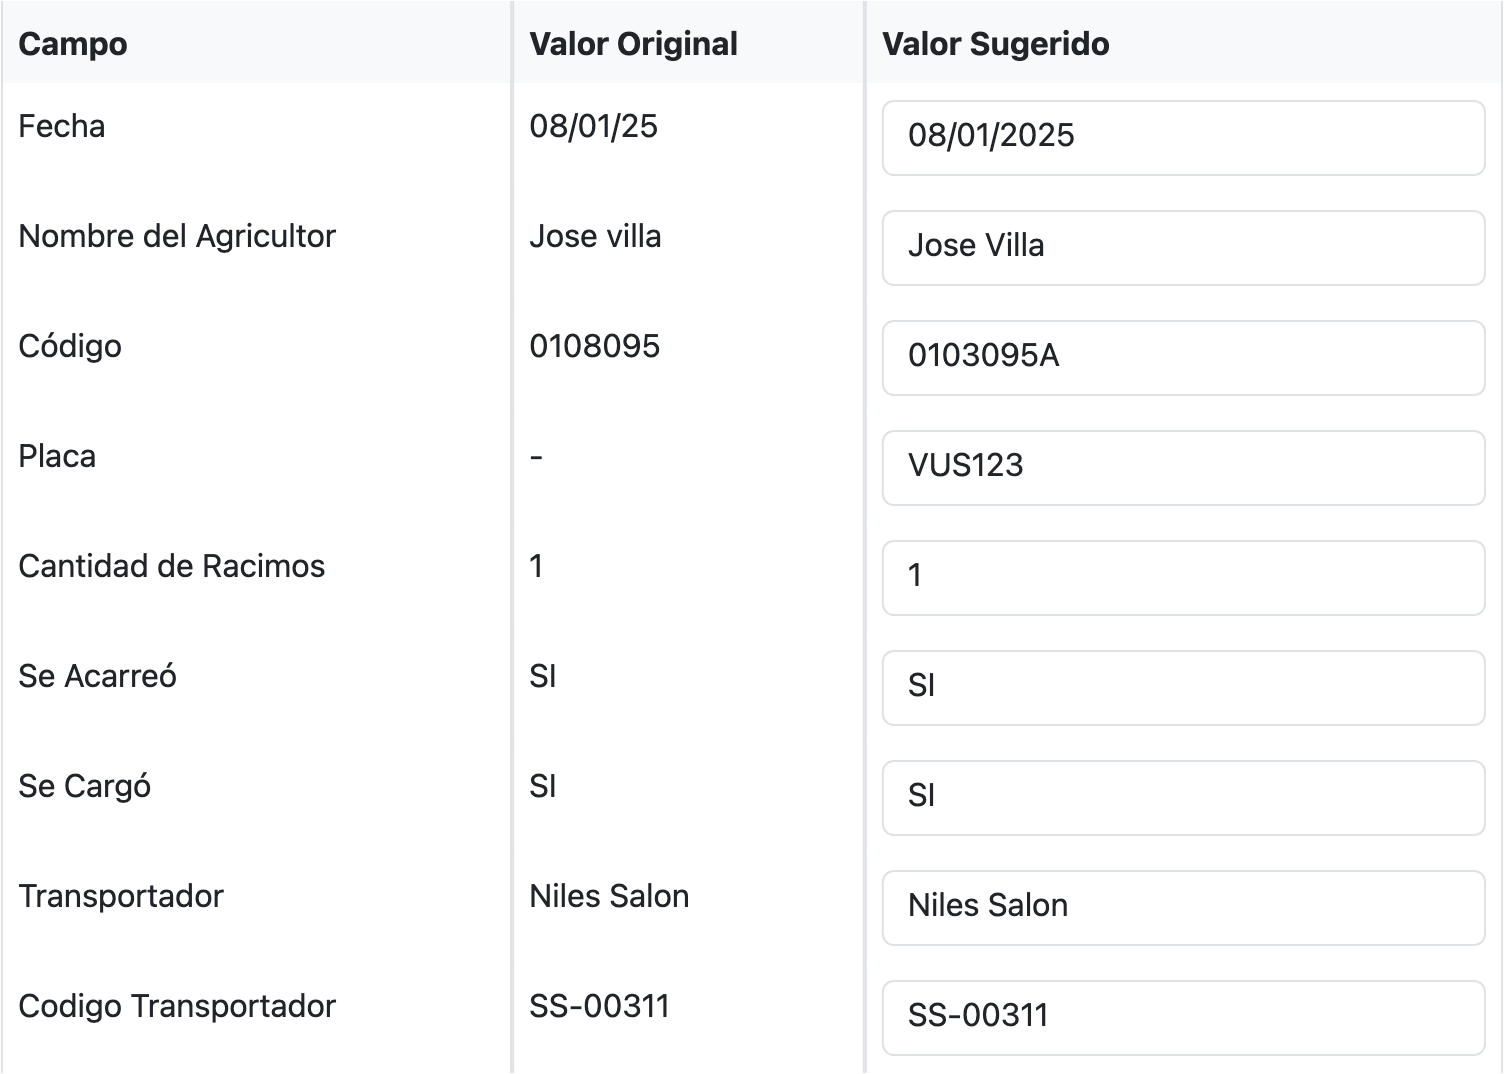 Campo Valor Original Valor Sugerido
Fecha 08/01/25 08/01/2025
Nombre del Agricultor Jose villa Jose Villa
Código 0108095 0103095A
Placa - VUS123
Cantidad de Racimos 1 1
Se Acarreó SI SI
Se Cargó SI SI
Transportador Niles Salon Niles Salon
Codigo Transportador SS-00311 SS-00311